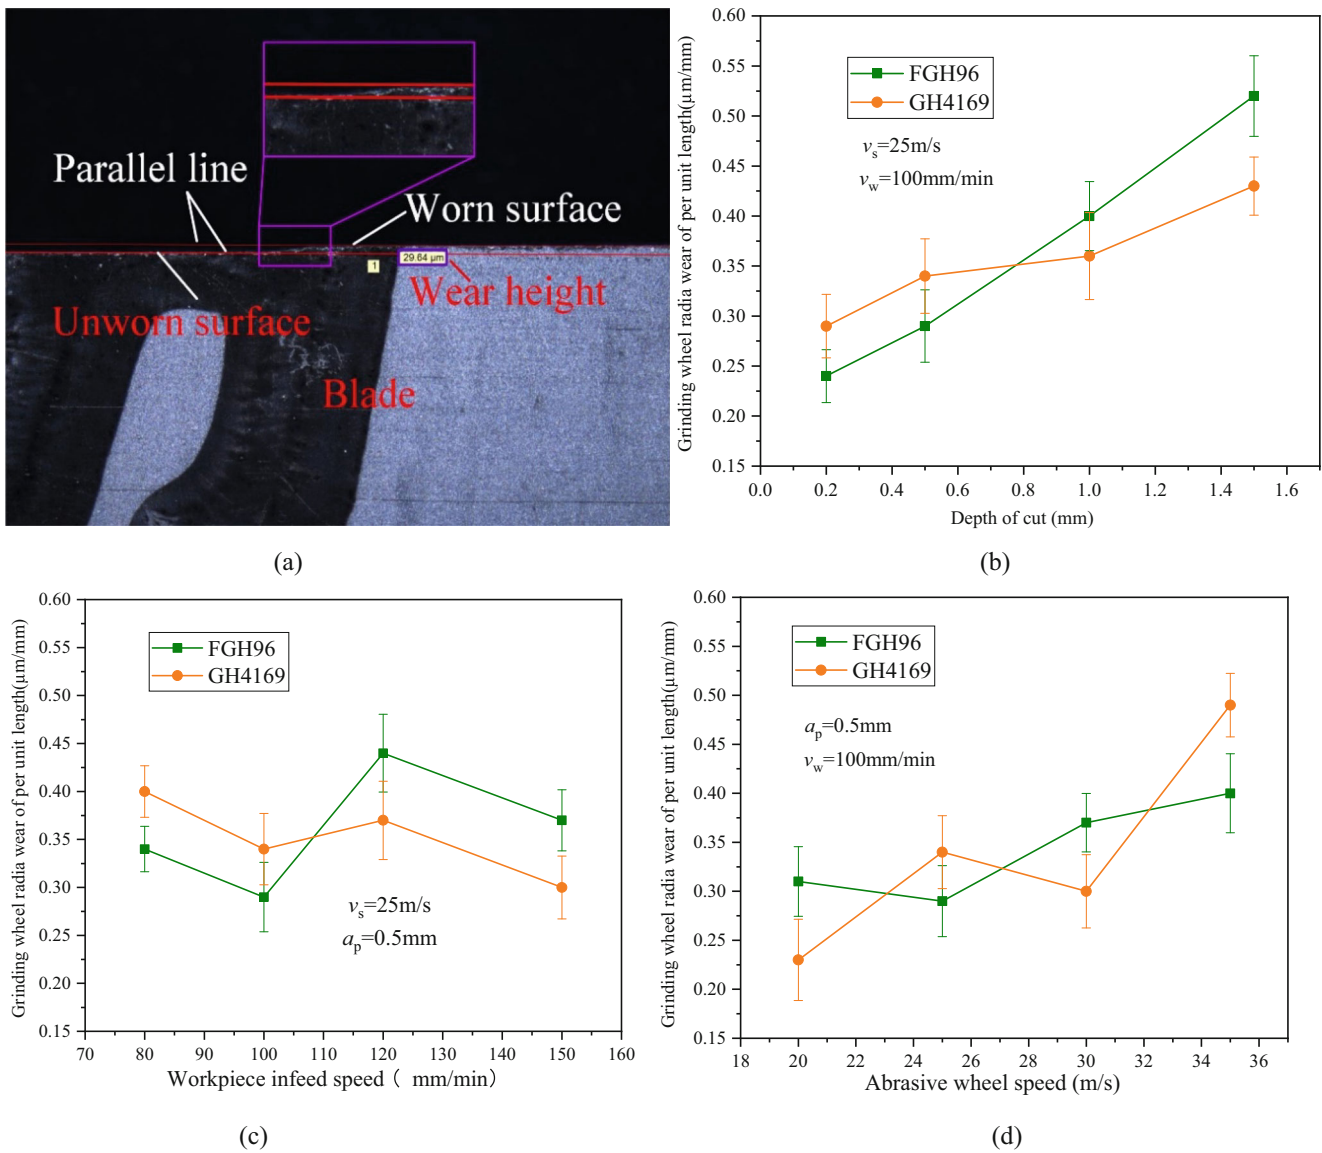 Parallel line
Worn surface
1
29.64 µm
Wear height
Unworn surface
Blade
(a)
Grinding wheel radia wear of per unit length(µm/mm)
0.60
0.55
0.50
0.45
0.40
0.35
0.30
0.25
0.20
0.15
FGH96
GH4169
vs=25m/s
vw=100mm/min
0.0 0.2 0.4 0.6 0.8 1.0 1.2 1.4 1.6
Depth of cut (mm)
(b)
Grinding wheel radia wear of per unit length(µm/mm)
0.60
0.55
0.50
0.45
0.40
0.35
0.30
0.25
0.20
0.15
FGH96
GH4169
vs=25m/s
ap=0.5mm
70 80 90 100 110 120 130 140 150 160
Workpiece infeed speed ( mm/min)
(c)
Grinding wheel radia wear of per unit length(µm/mm)
0.60
0.55
0.50
0.45
0.40
0.35
0.30
0.25
0.20
0.15
FGH96
GH4169
ap=0.5mm
vw=100mm/min
18 20 22 24 26 28 30 32 34 36
Abrasive wheel speed (m/s)
(d)